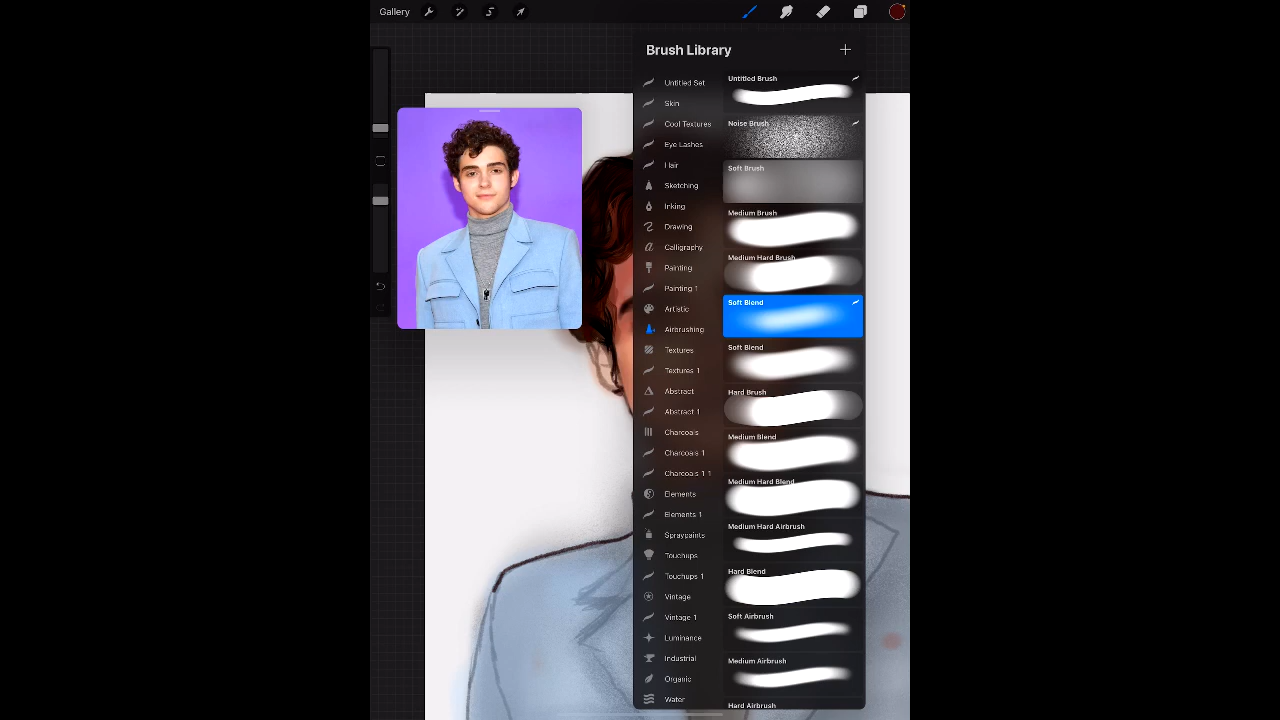 Gallery
Brush Library
Untitled Set
Skin
Cool Textures
Eye Lashes
Hair
Sketching
Inking
Drawing
Calligraphy
Painting
Painting 1
Artistic
Airbrushing
Textures
Textures 1
Abstract
Abstract 1
Charcoals
Charcoals 1
Charcoals 1 1
Elements
Elements 1
Spraypaints
Touchups
Touchups 1
Vintage
Vintage 1
Luminance
Industrial
Organic
Water
Untitled Brush
Noise Brush
Soft Brush
Medium Brush
Medium Hard Brush
Soft Blend
Soft Blend
Hard Brush
Medium Blend
Medium Hard Blend
Medium Hard Airbrush
Hard Blend
Soft Airbrush
Medium Airbrush
Hard Airbrush